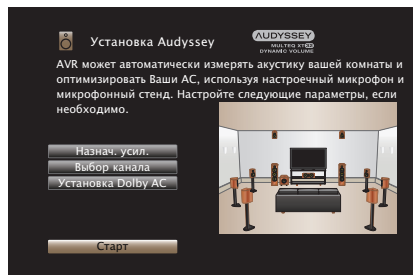 Установка Audyssey
AUDYSSEY
MULTEQ XT32
DYNAMIC VOLUME
AVR может автоматически измерять акустику вашей комнаты и
оптимизировать Ваши АС, используя настроечный микрофон и
микрофонный стенд. Настройте следующие параметры, если
необходимо.
Назнач. усил.
Выбор канала
Установка Dolby АС
Старт